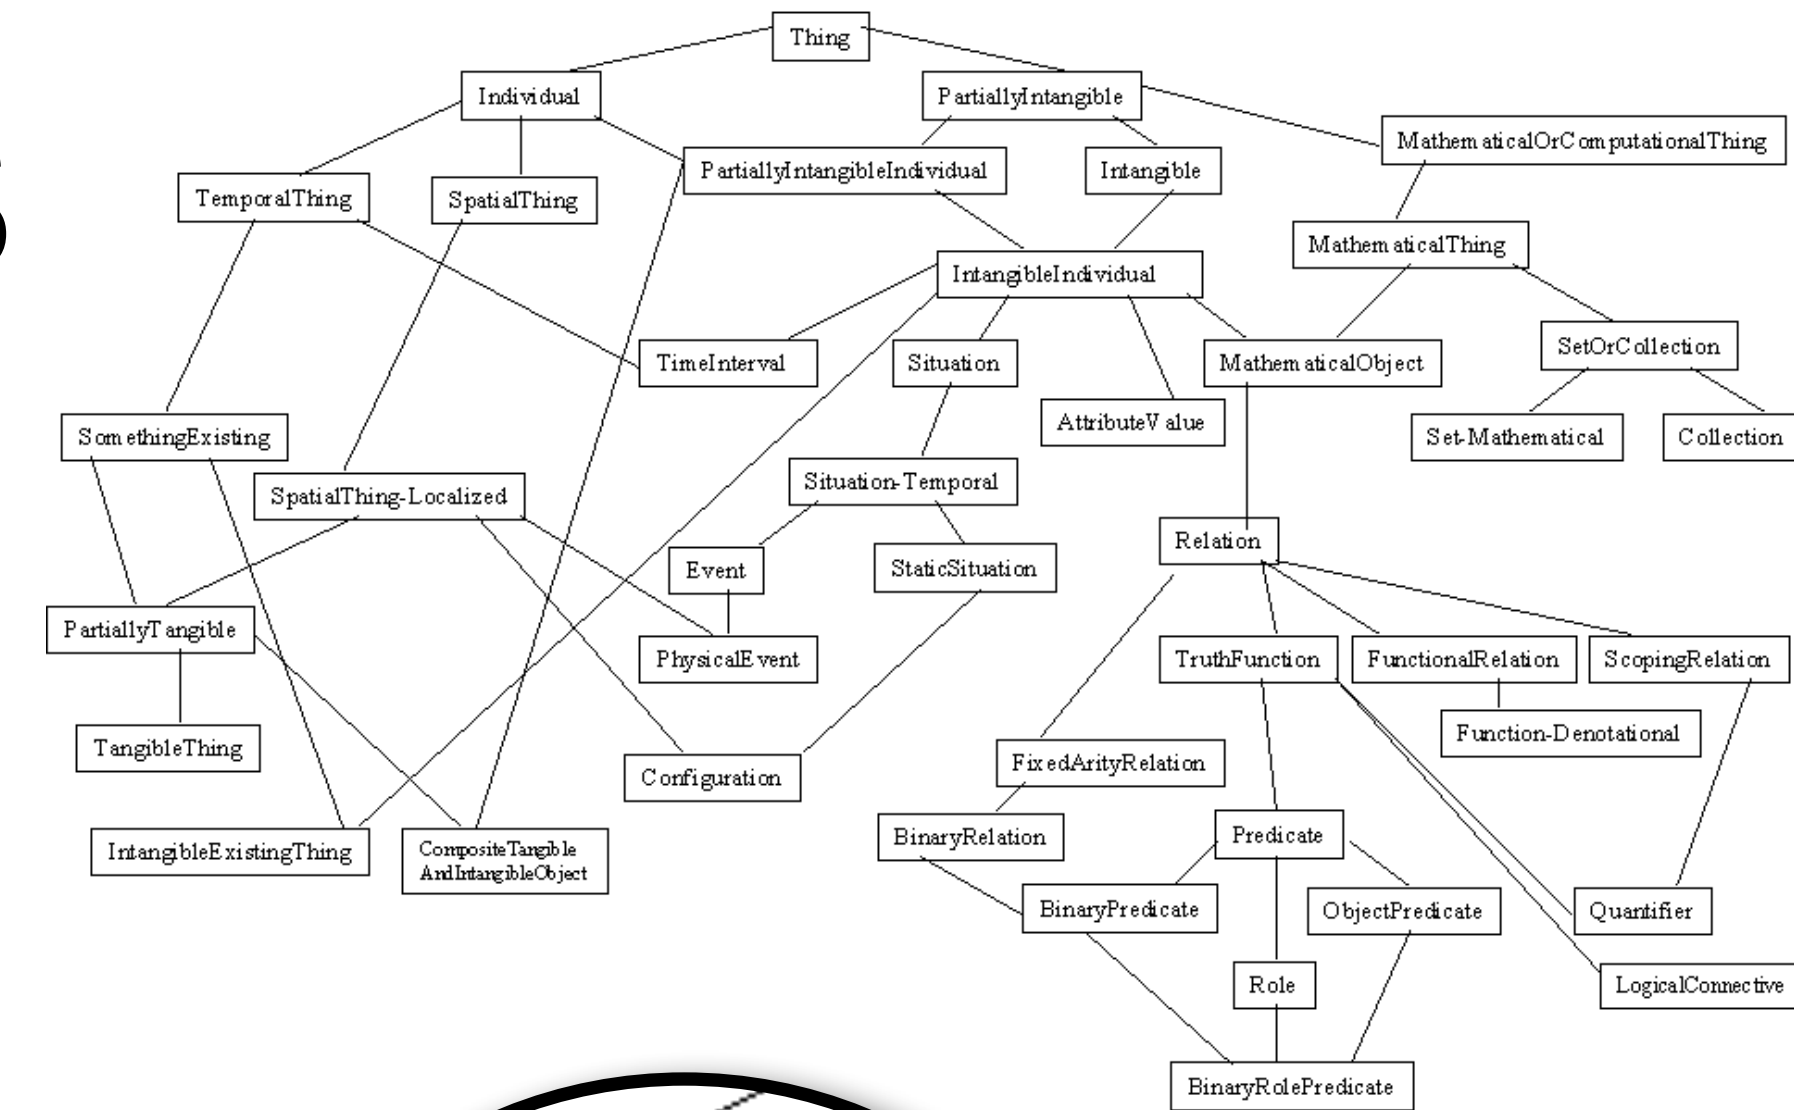 Thing
Individual
PartiallyIntangible
MathematicalOrComputationalThing
PartiallyIntangibleIndividual
Intangible
TemporalThing
SpatialThing
MathematicalThing
IntangibleIndividual
TimeInterval
Situation
MathematicalObject
SetOrCollection
AttributeValue
SomethingExisting
Set-Mathematical
Collection
SpatialThing-Localized
Situation-Temporal
Relation
Event
StaticSituation
PartiallyTangible
PhysicalEvent
TruthFunction
FunctionalRelation
ScopingRelation
TangibleThing
Function-Denotational
Configuration
FixedArityRelation
IntangibleExistingThing
CompositeTangible
AndIntangibleObject
BinaryRelation
Predicate
BinaryPredicate
ObjectPredicate
Quantifier
Role
LogicalConnective
BinaryRolePredicate